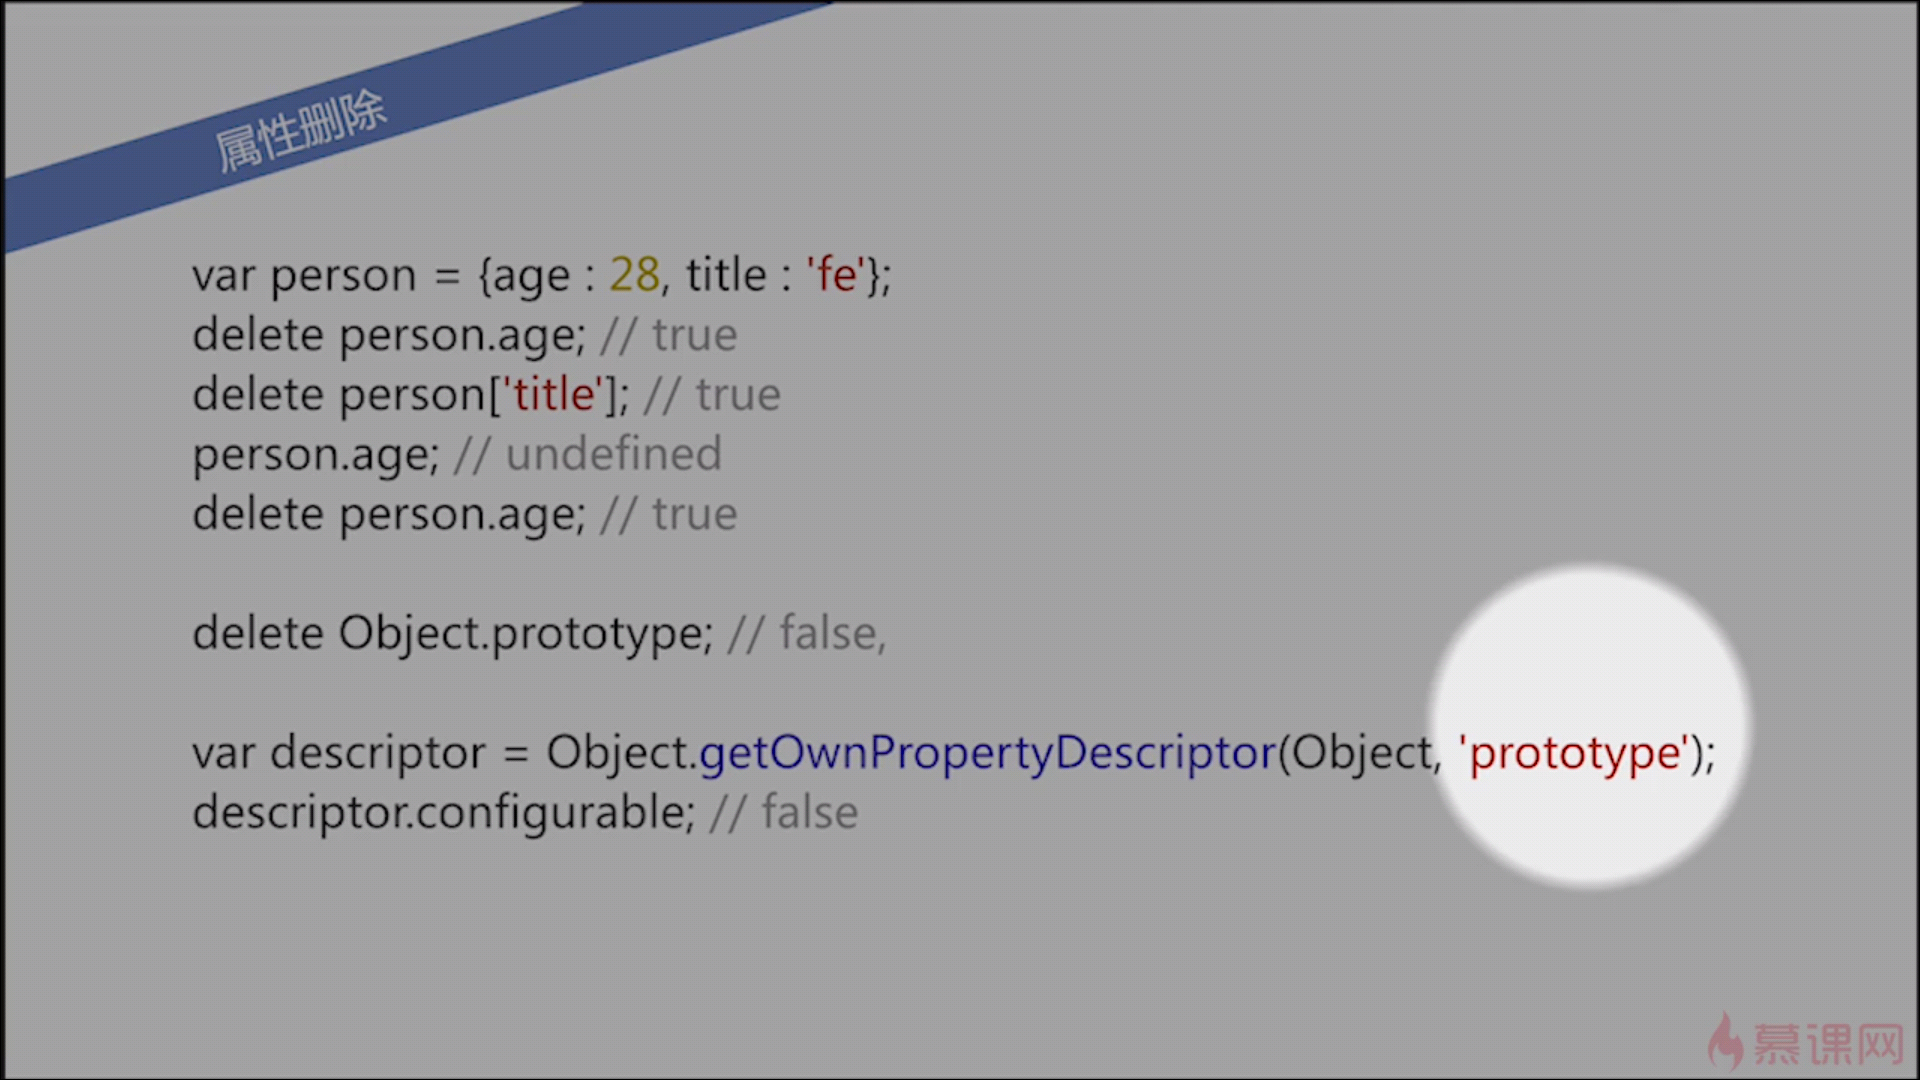 属性删除
var person = {age : 28, title : 'fe'};
delete person.age; // true
delete person['title']; // true
person.age; // undefined
delete person.age; // true
delete Object.prototype; // false,
var descriptor = Object.getOwnPropertyDescriptor(Object, 'prototype');
descriptor.configurable; // false
慕课网